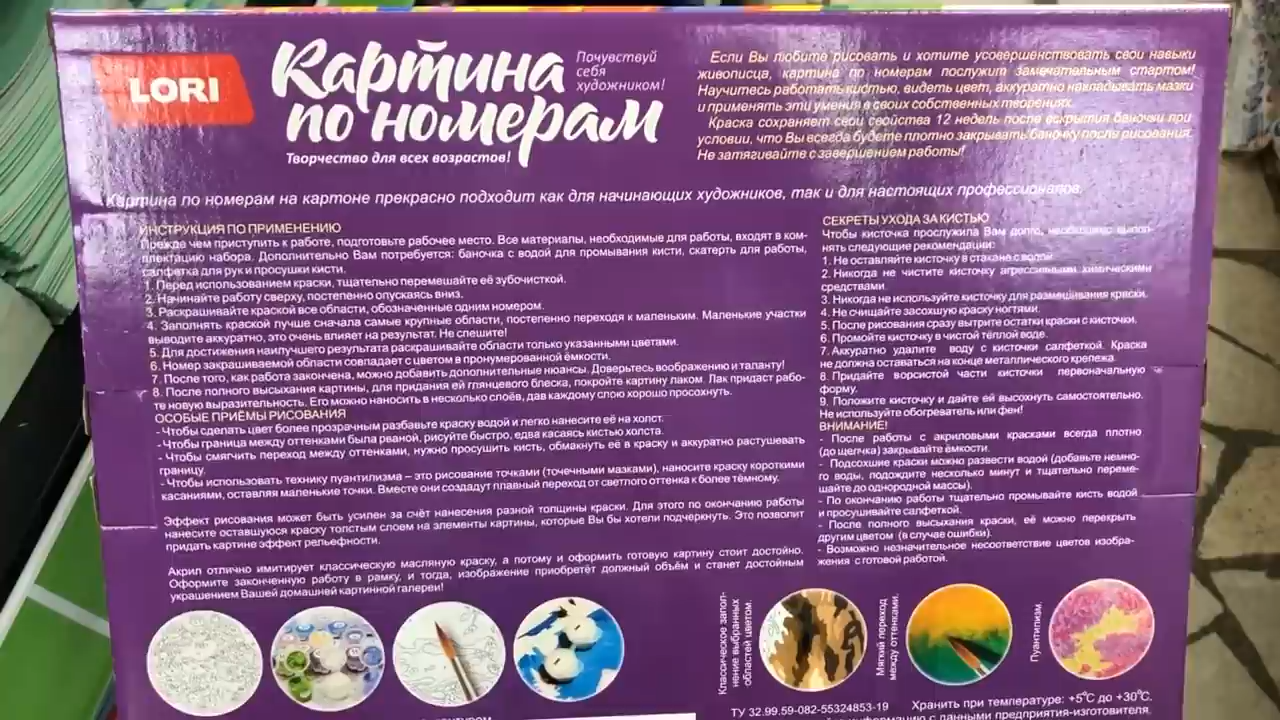 LORI
Картина
по номерам
Почувствуй
себя
художником!
Творчество для всех возрастов!
Если Вы любите рисовать и хотите усовершенствовать свои навыки
живописца, картина по номерам послужит замечательным стартом!
Научитесь работать кистью, видеть цвет, аккуратно накладывать мазки
и применять эти умения в своих собственных творениях.
Краска сохраняет свои свойства 12 недель после вскрытия баночки при
условии, что Вы всегда будете плотно закрывать баночку после рисования.
Не затягивайте с завершением работы!
Картина по номерам на картоне прекрасно подходит как для начинающих художников, так и для настоящих профессионалов.
ИНСТРУКЦИЯ ПО ПРИМЕНЕНИЮ
Прежде чем приступить к работе, подготовьте рабочее место. Все материалы, необходимые для работы, входят в ком-
плектацию набора. Дополнительно Вам потребуется: баночка с водой для промывания кисти, скатерть для работы,
салфетка для рук и просушки кисти.
1. Перед использованием краски, тщательно перемешайте её зубочисткой.
2. Начинайте работу сверху, постепенно опускаясь вниз.
3. Раскрашивайте краской все области, обозначенные одним номером.
4. Заполнять краской лучше сначала самые крупные области, постепенно переходя к маленьким. Маленькие участки
выводите аккуратно, это очень влияет на результат. Не спешите!
5. Для достижения наилучшего результата раскрашивайте области только указанными цветами.
6. Номер закрашиваемой области совпадает с цветом в пронумерованной ёмкости.
7. После того, как работа закончена, можно добавить дополнительные нюансы. Доверьтесь воображению и таланту!
8. После полного высыхания картины, для придания ей глянцевого блеска, покройте картину лаком. Лак придаст рабо-
те новую выразительность. Его можно наносить в несколько слоёв, дав каждому слою хорошо просохнуть.
ОСОБЫЕ ПРИЁМЫ РИСОВАНИЯ
- Чтобы сделать цвет более прозрачным разбавьте краску водой и легко нанесите её на холст.
- Чтобы граница между оттенками была рваной, рисуйте быстро, едва касаясь кистью холста.
- Чтобы смягчить переход между оттенками, нужно просушить кисть, обмакнуть её в краску и аккуратно растушевать
границу.
- Чтобы использовать технику пуантилизма – это рисование точками (точечными мазками), наносите краску короткими
касаниями, оставляя маленькие точки. Вместе они создадут плавный переход от светлого оттенка к более тёмному.
Эффект рисования может быть усилен за счёт нанесения разной толщины краски. Для этого по окончанию работы
нанесите оставшуюся краску толстым слоем на элементы картины, которые Вы бы хотели подчеркнуть. Это позволит
придать картине эффект рельефности.
Акрил отлично имитирует классическую масляную краску, а потому и оформить готовую картину стоит достойно.
Оформите законченную работу в рамку, и тогда, изображение приобретёт должный объём и станет достойным
украшением Вашей домашней картинной галереи!
СЕКРЕТЫ УХОДА ЗА КИСТЬЮ
Чтобы кисточка прослужила Вам долго, необходимо выпол-
нять следующие рекомендации:
1. Не оставляйте кисточку в стакане с водой.
2. Никогда не чистите кисточку агрессивными химическими
средствами.
3. Никогда не используйте кисточку для размешивания краски.
4. Не счищайте засохшую краску ногтями.
5. После рисования сразу вытрите остатки краски с кисточки.
6. Промойте кисточку в чистой тёплой воде.
7. Аккуратно удалите воду с кисточки салфеткой. Краска
не должна оставаться на конце металлического крепежа.
8. Придайте ворсистой части кисточки первоначальную
форму.
9. Положите кисточку и дайте ей высохнуть самостоятельно.
Не используйте обогреватель или фен!
ВНИМАНИЕ!
- После работы с акриловыми красками всегда плотно
(до щелчка) закрывайте ёмкости.
- Подсохшие краски можно развести водой (добавьте немно-
го воды, подождите несколько минут и тщательно переме-
шайте до однородной массы).
- По окончанию работы тщательно промывайте кисть водой
и просушивайте салфеткой.
- После полного высыхания краски, её можно перекрыть
другим цветом (в случае ошибки).
- Возможно незначительное несоответствие цветов изобра-
жения с готовой работой.
Классическое запол-
нение выбранных
областей цветом.
Мягкий переход
между оттенками.
Пуантилизм.
ТУ 32.99.59-082-55324853-19
Хранить при температуре: +5°С до +30°С.
информацию с данными предприятия-изготовителя.